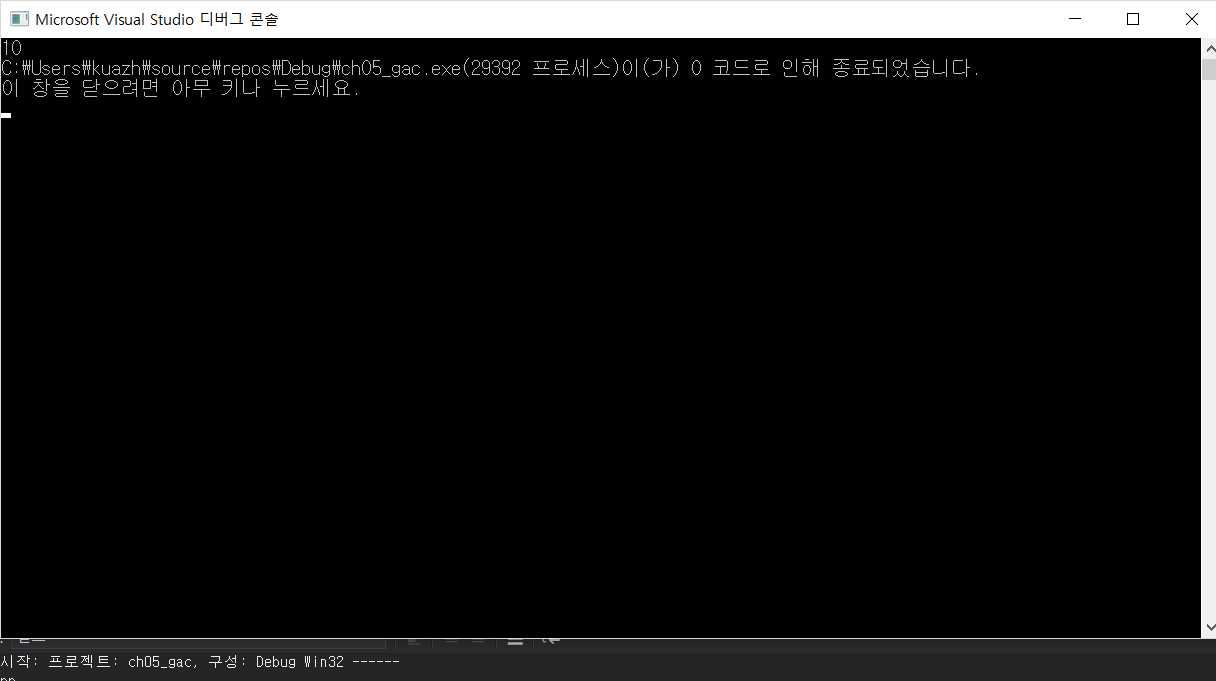 Microsoft Visual Studio 디버그 콘솔
10
C:₩Users₩kuazh₩source₩repos₩Debug₩ch05_gac.exe(29392 프로세스)이(가) 0 코드로 인해 종료되었습니다.
이 창을 닫으려면 아무 키나 누르세요.
시작: 프로젝트: ch05_gac, 구성: Debug Win32 ------